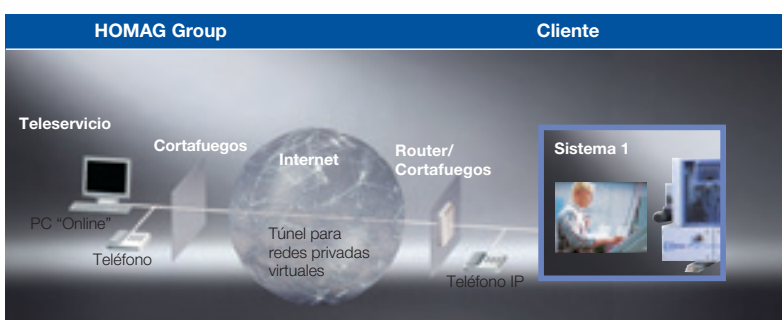 HOMAG Group
Cliente
Teleservicio
Cortafuegos
Internet
Router/
Cortafuegos
Sistema 1
PC “Online”
Teléfono
Túnel para
redes privadas
virtuales
Teléfono IP